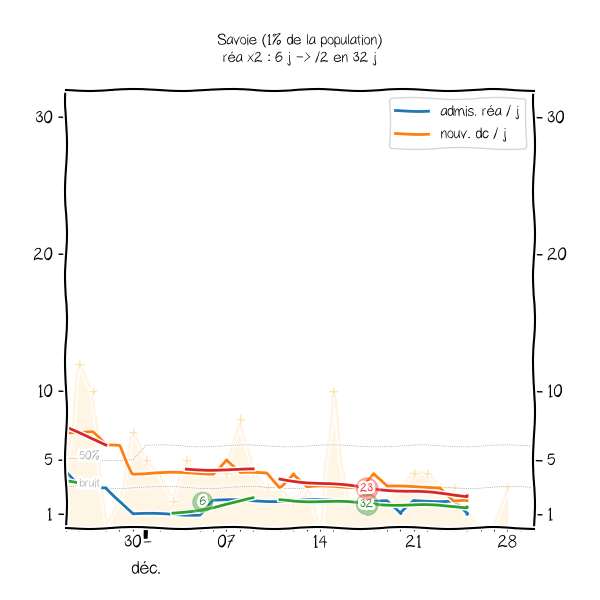 Savoie (1% de la population)
réa x2 : 6 j -> /2 en 32 j
admis. réa / j
nouv. dc / j
30 30
20 20
10 10
5 5
1 1
50%
bruit
6
23
32
30 07 14 21 28
déc.